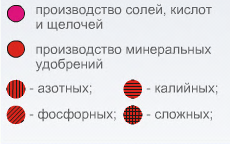 производство солей, кислот
и щелочей
производство минеральных
удобрений
- азотных; - калийных;
- фосфорных; - сложных;